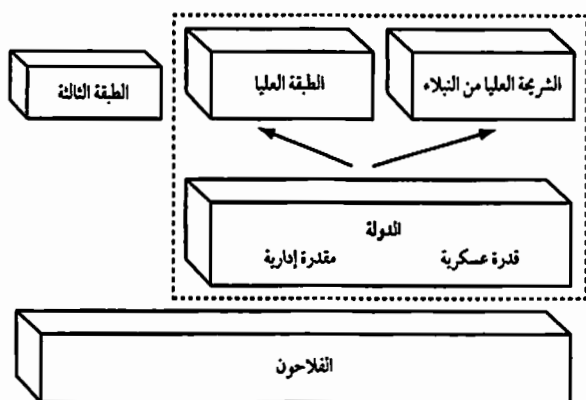 الشريحة العليا من النبلاء
الطبقة العليا
الطبقة الثالثة
الدولة
قدرة عسكرية
مقدرة إدارية
الفلاحون